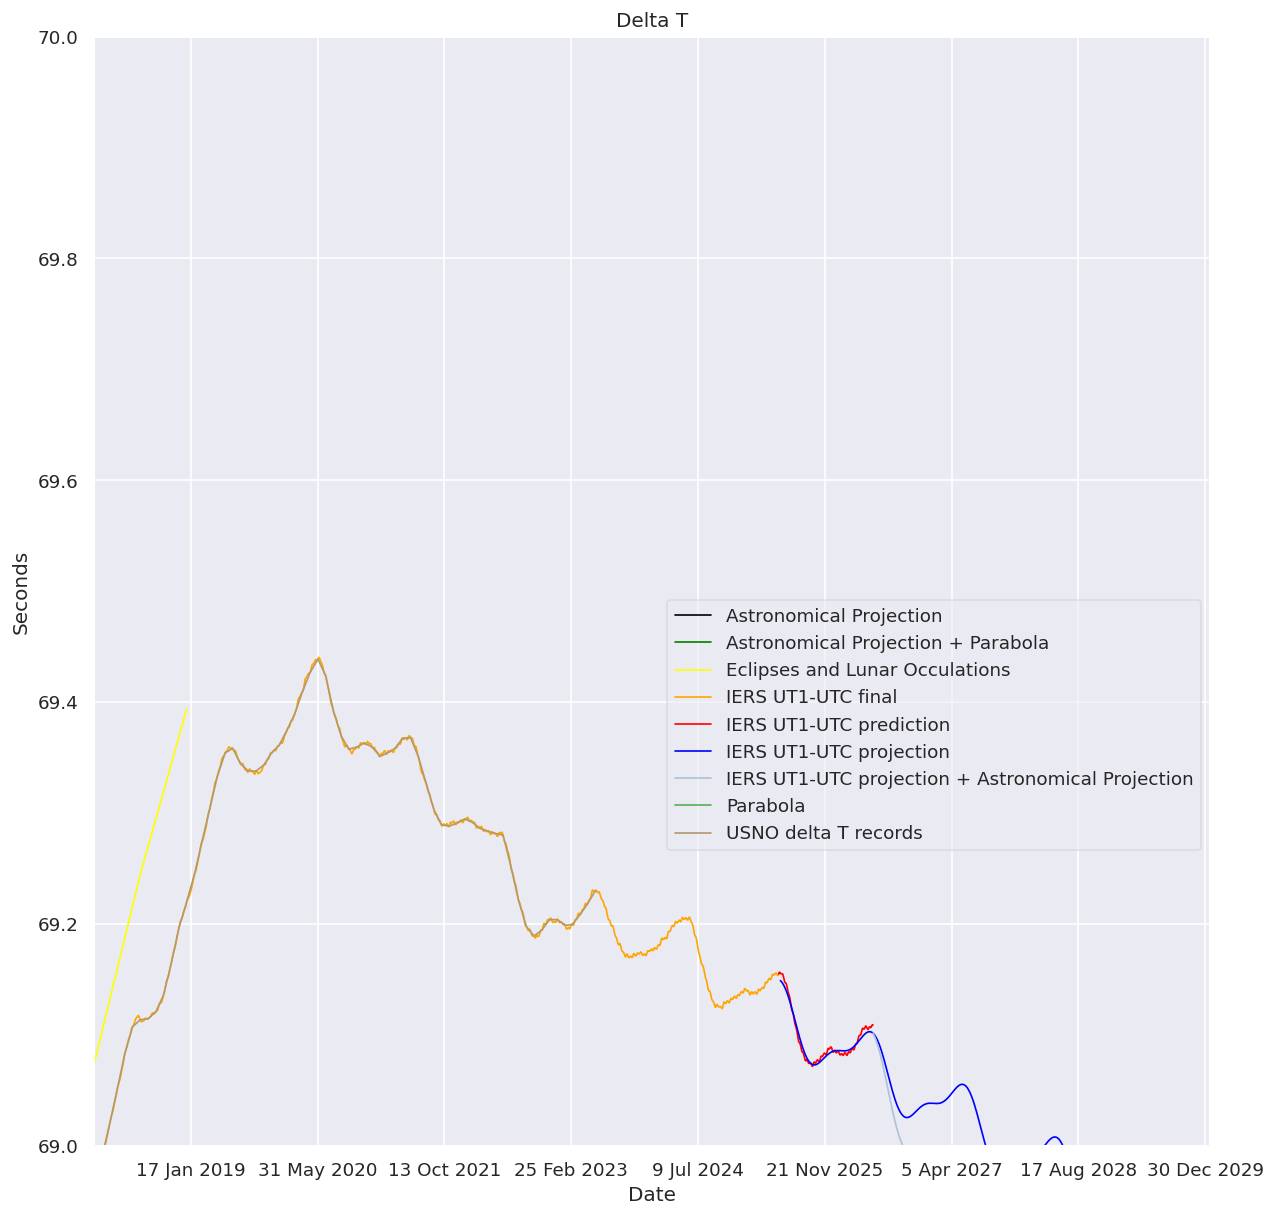 Delta T
70.0
69.8
69.6
69.4
69.2
69.0
Seconds
Astronomical Projection
Astronomical Projection + Parabola
Eclipses and Lunar Occulations
IERS UT1-UTC final
IERS UT1-UTC prediction
IERS UT1-UTC projection
IERS UT1-UTC projection + Astronomical Projection
Parabola
USNO delta T records
17 Jan 2019 31 May 2020 13 Oct 2021 25 Feb 2023 9 Jul 2024 21 Nov 2025 5 Apr 2027 17 Aug 2028 30 Dec 2029
Date